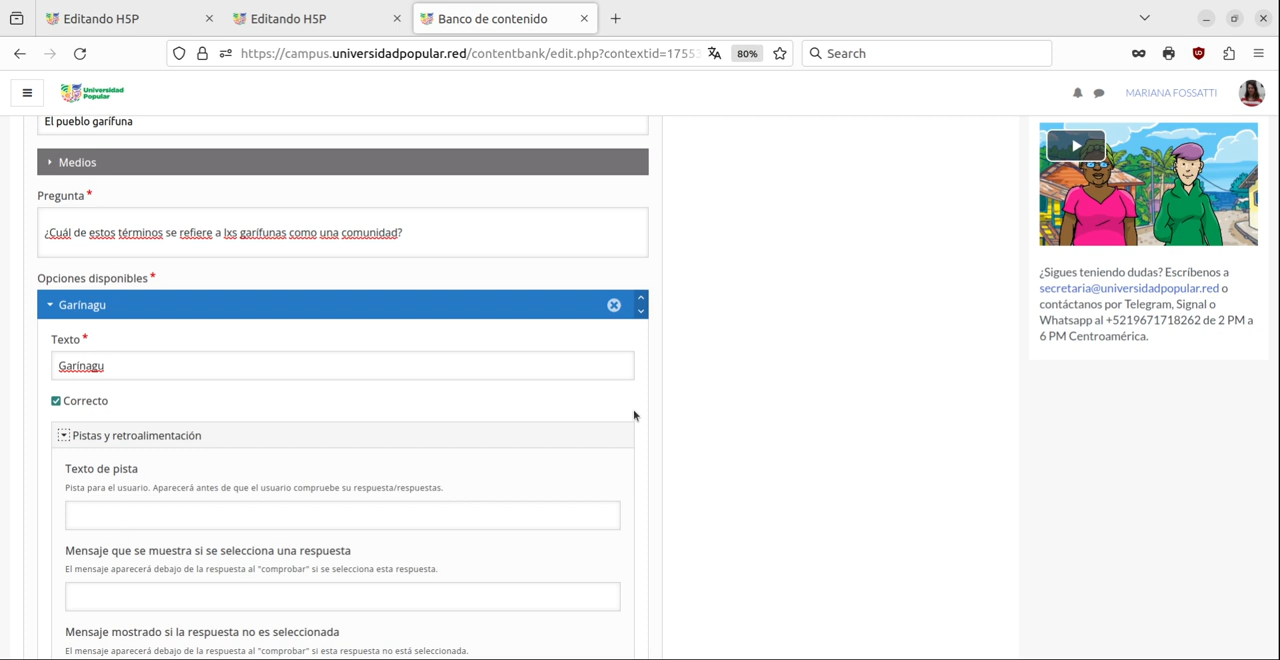 Editando H5P
Editando H5P
Banco de contenido
https://campus.universidadpopular.red/contentbank/edit.php?contextid=1755
80%
Search
Universidad
Popular
MARIANA FOSSATTI
El pueblo garífuna
Medios
Pregunta*
¿Cuál de estos términos se refiere a lxs garífunas como una comunidad?
Opciones disponibles*
Garínagu
Texto*
Garínagu
Correcto
Pistas y retroalimentación
Texto de pista
Pista para el usuario. Aparecerá antes de que el usuario compruebe su respuesta/respuestas.
Mensaje que se muestra si se selecciona una respuesta
El mensaje aparecerá debajo de la respuesta al "comprobar" si se selecciona esta respuesta.
Mensaje mostrado si la respuesta no es seleccionada
El mensaje aparecerá debajo de la respuesta al "comprobar" si esta respuesta no está seleccionada.
¿Sigues teniendo dudas? Escríbenos a
secretaria@universidadpopular.red o
contáctanos por Telegram, Signal o
Whatsapp al +5219671718262 de 2 PM a
6 PM Centroamérica.